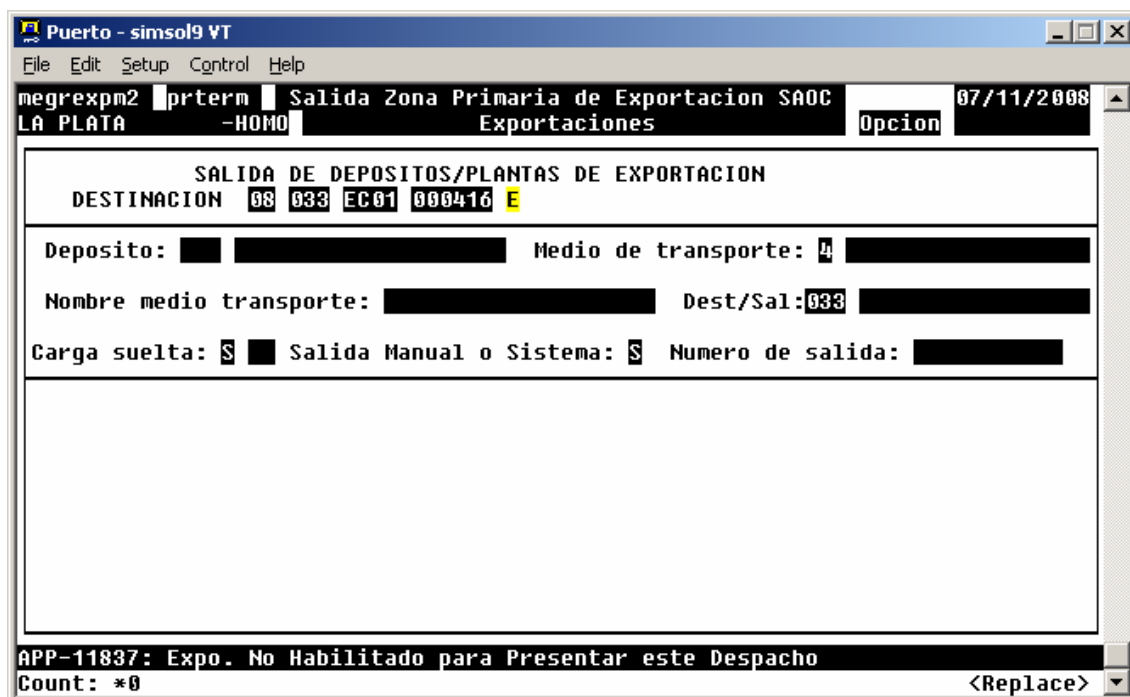 Puerto - simsol9 VT
File Edit Setup Control Help
megrexpm2 prterm Salida Zona Primaria de Exportacion SAOC 07/11/2008
LA PLATA -HOMO Exportaciones Opcion
SALIDA DE DEPOSITOS/PLANTAS DE EXPORTACION
DESTINACION 08 033 EC01 000416 E
Deposito: Medio de transporte: 4
Nombre medio transporte: Dest/Sal:033
Carga suelta: S Salida Manual o Sistema: S Numero de salida:
APP-11837: Expo. No Habilitado para Presentar este Despacho
Count: *0 <Replace>